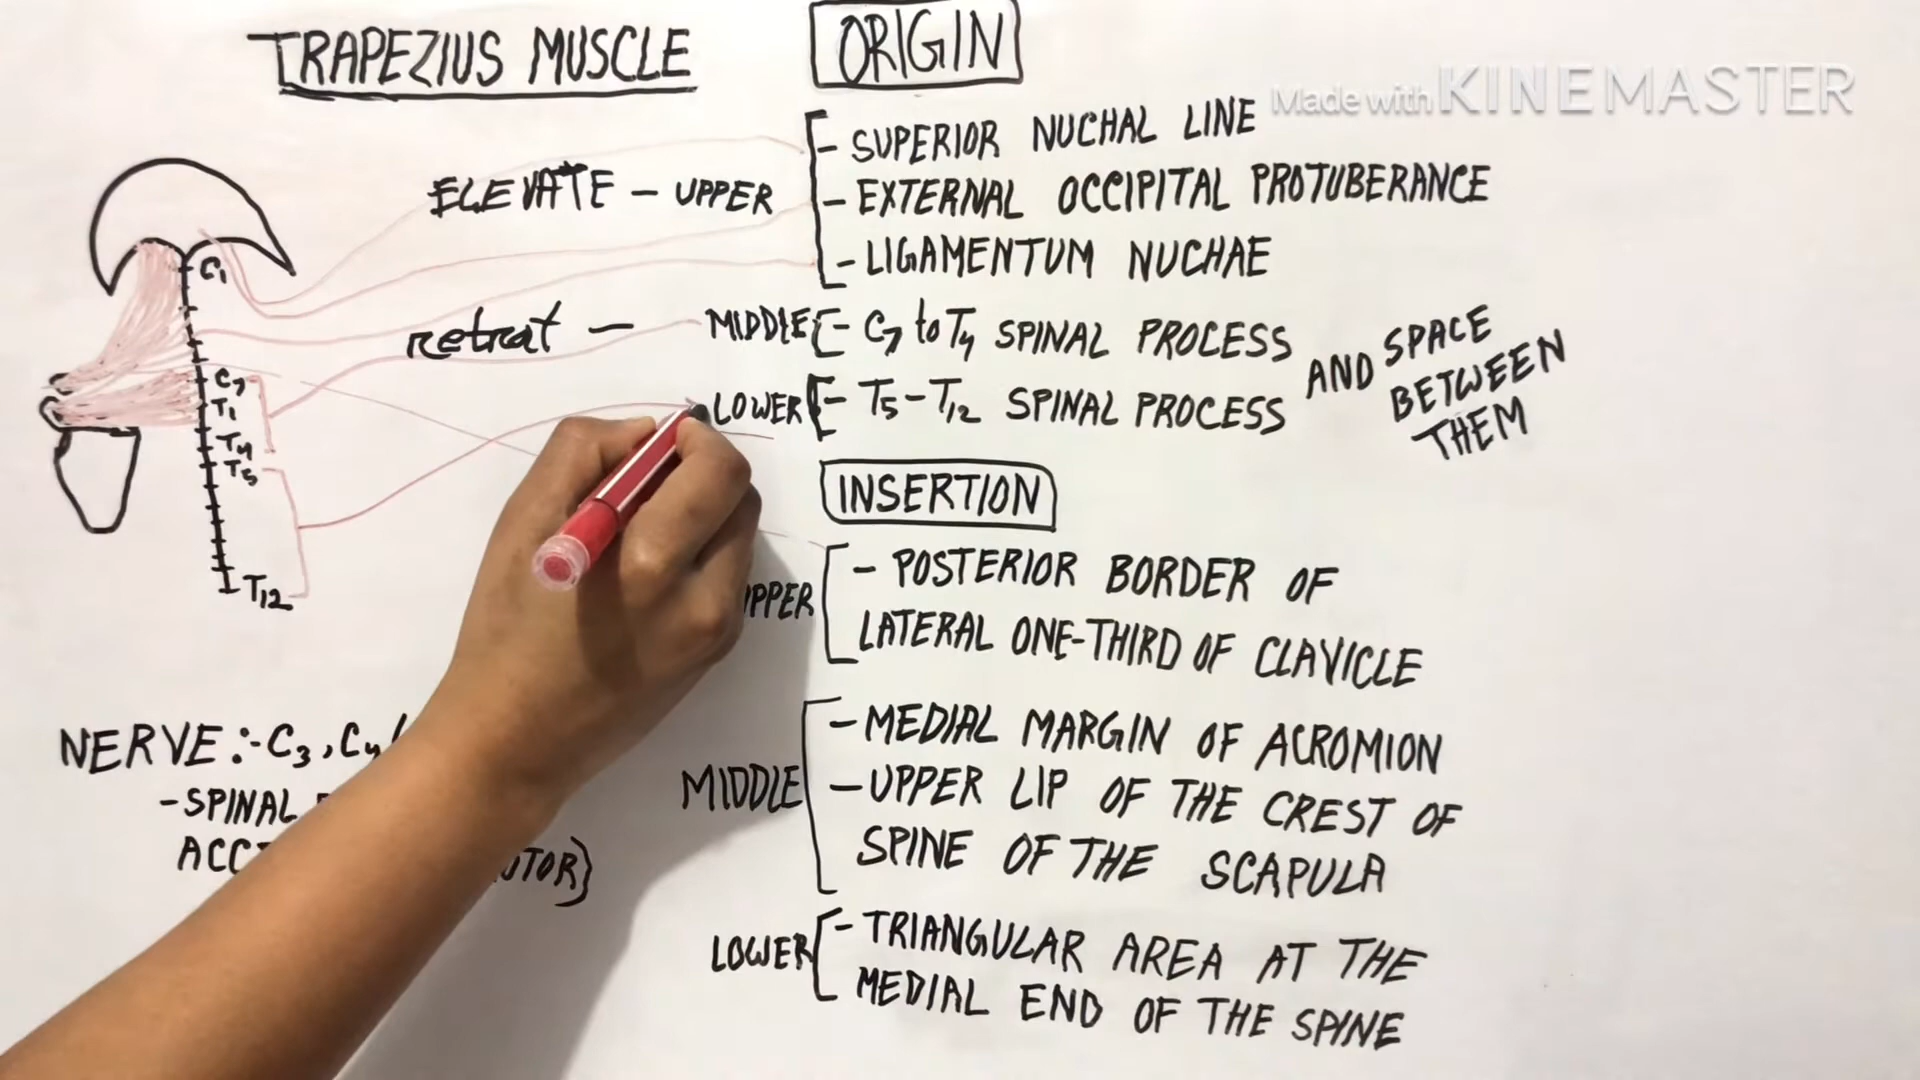 TRAPEZIUS MUSCLE
ORIGIN
Made with KINEMASTER
- SUPERIOR NUCHAL LINE
ELEVATE - UPPER
- EXTERNAL OCCIPITAL PROTUBERANCE
- LIGAMENTUM NUCHAE
C1
retrat - MIDDLE
- C7 to T4 SPINAL PROCESS
AND SPACE
BETWEEN
THEM
LOWER
- T5 - T12 SPINAL PROCESS
C7
T1
T4
T5
T12
INSERTION
- POSTERIOR BORDER OF
LATERAL ONE-THIRD OF CLAVICLE
NERVE :- C3, C4
- SPINAL
MIDDLE
- MEDIAL MARGIN OF ACROMION
- UPPER LIP OF THE CREST OF
SPINE OF THE SCAPULA
LOWER
- TRIANGULAR AREA AT THE
MEDIAL END OF THE SPINE